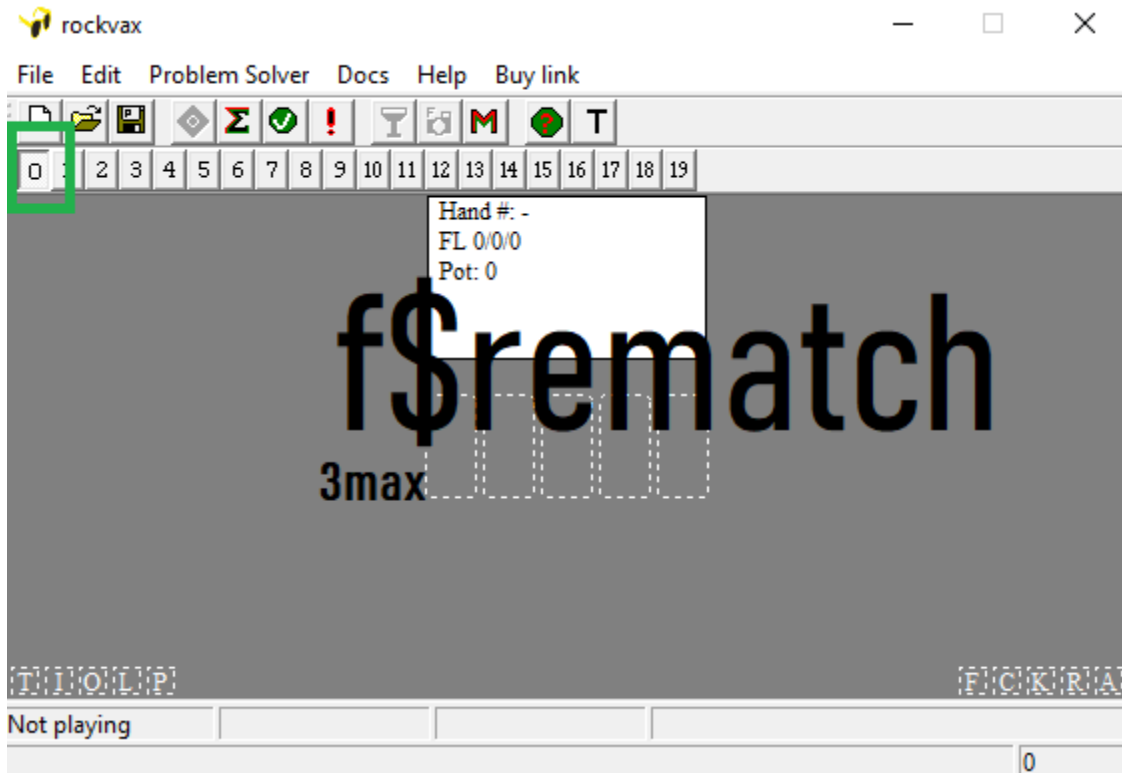 rockvax
File Edit Problem Solver Docs Help Buy link
M ? T
0 1 2 3 4 5 6 7 8 9 10 11 12 13 14 15 16 17 18 19
Hand #: -
FL 0/0/0
Pot: 0
f$rematch
3max
T I O L P
F C K R A
Not playing
0